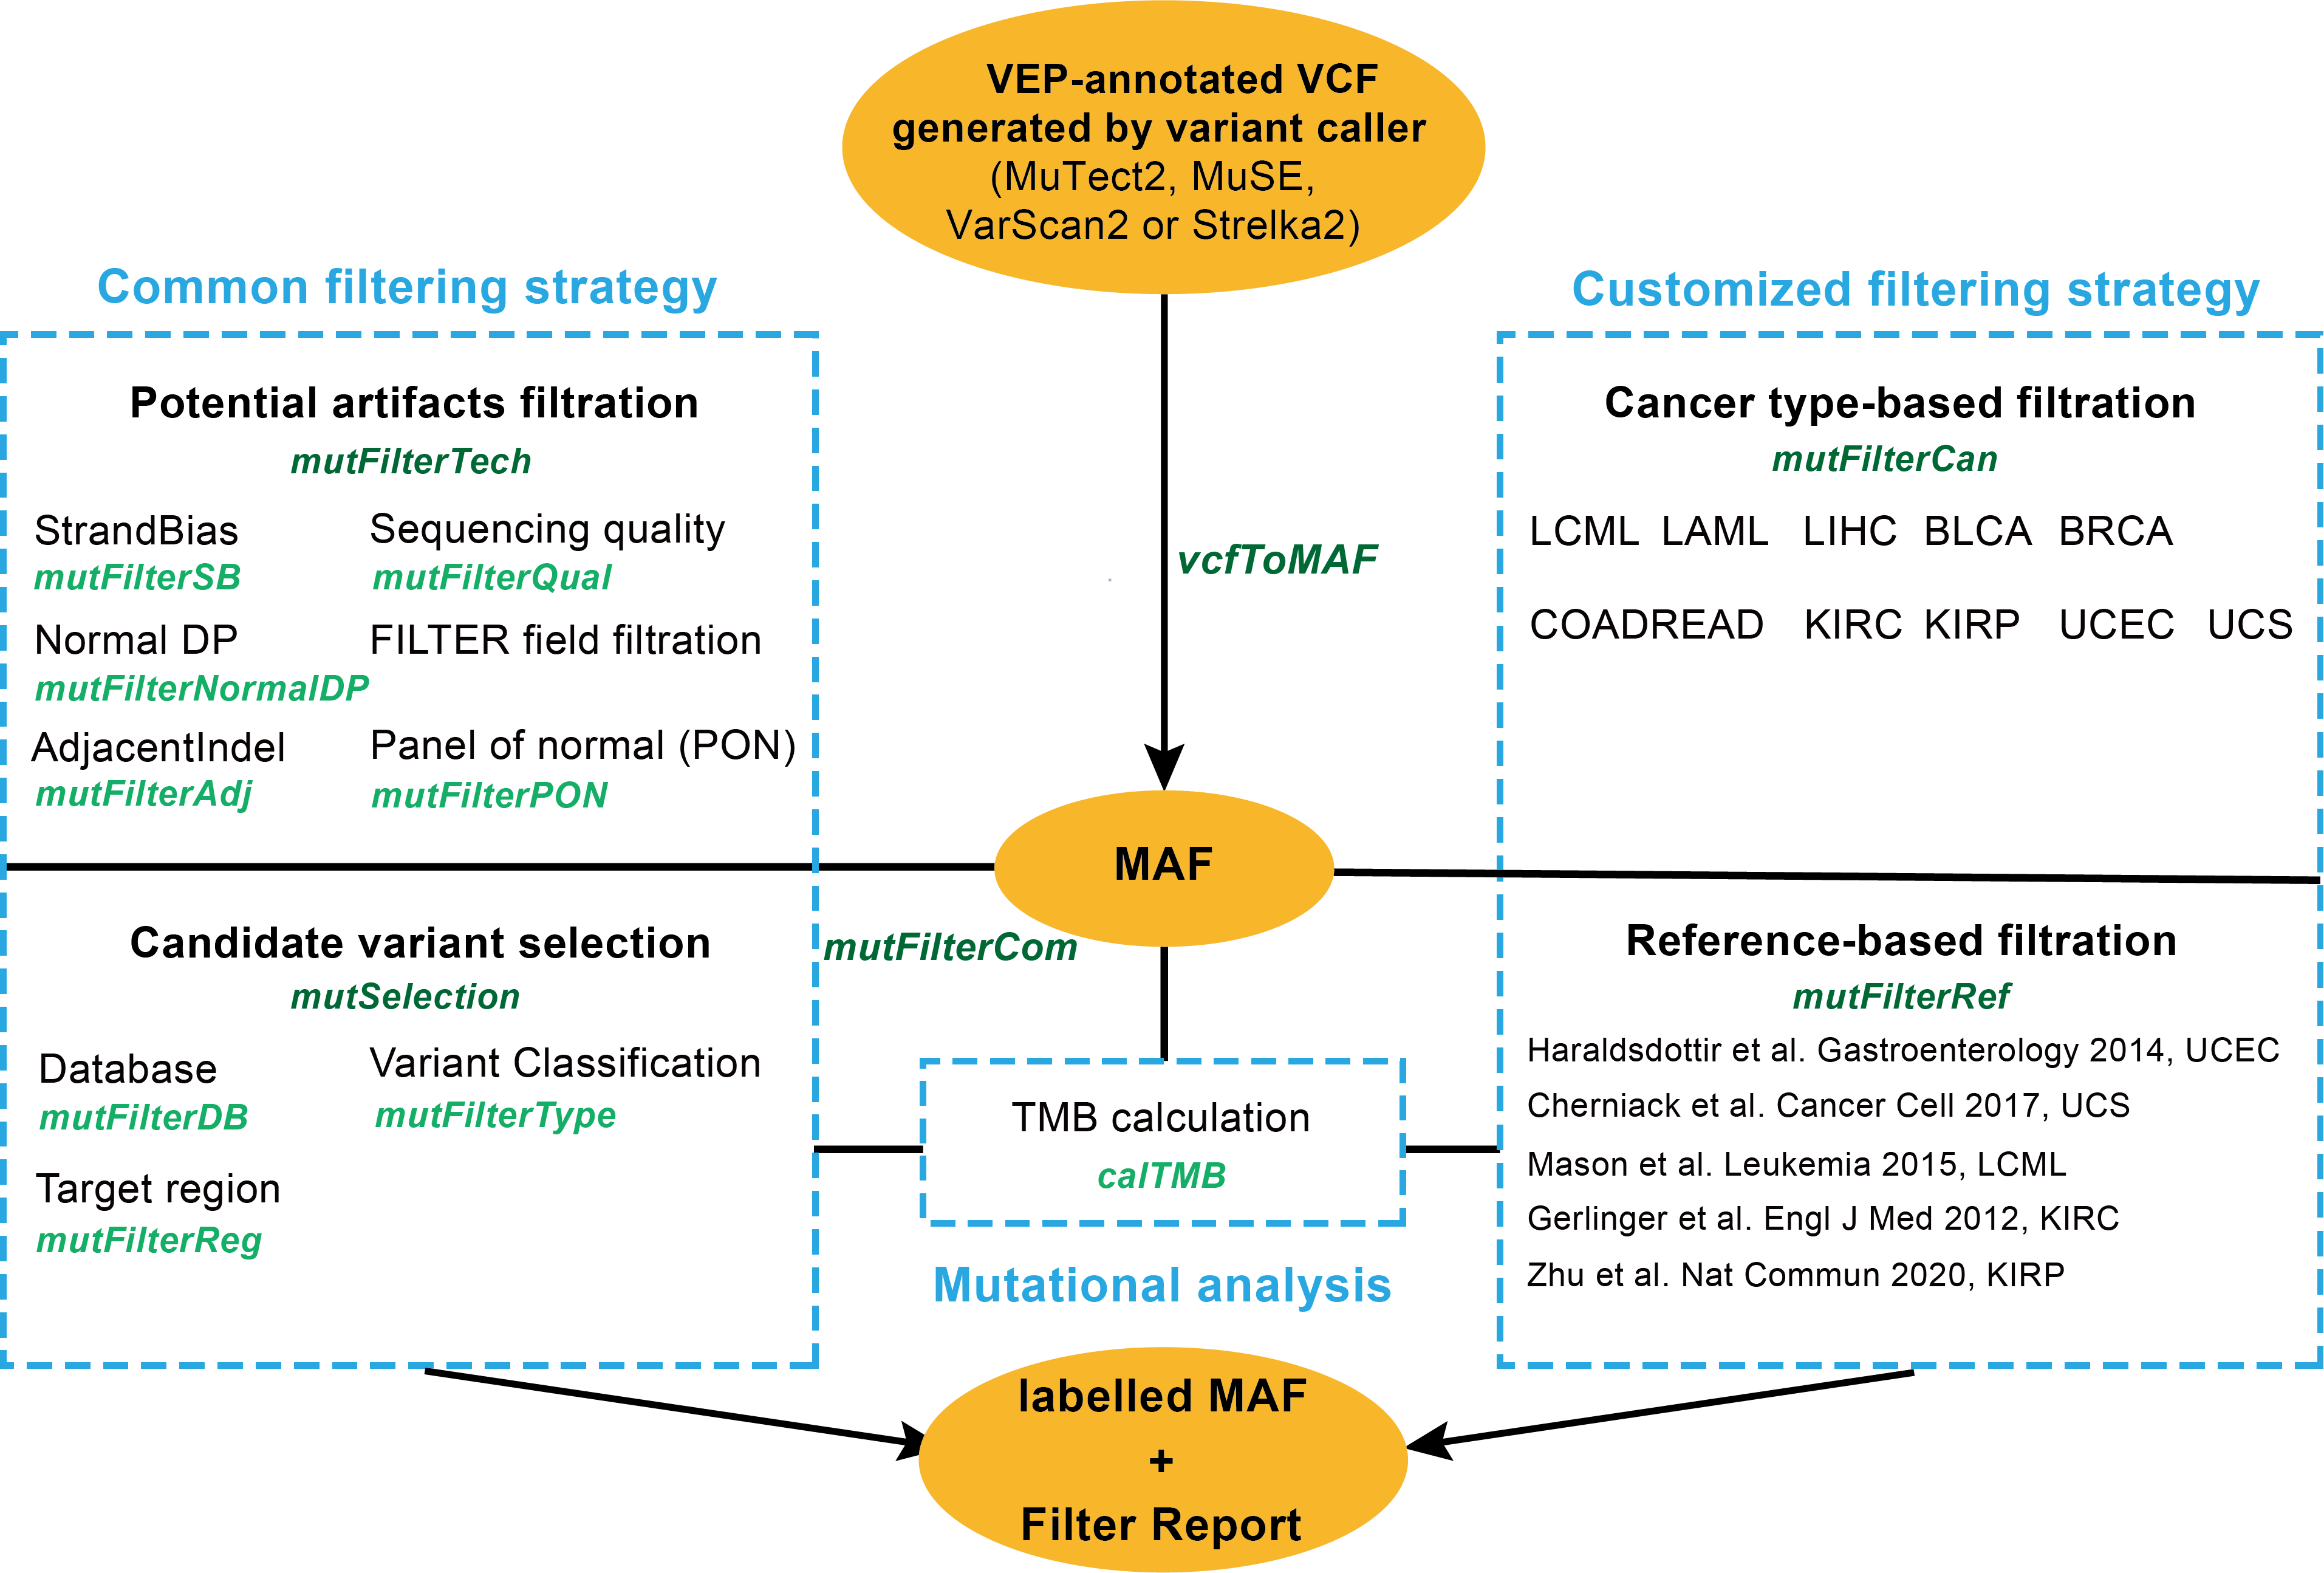 VEP-annotated VCF
generated by variant caller
(MuTect2, MuSE,
VarScan2 or Strelka2)
Common filtering strategy
Potential artifacts filtration
mutFilterTech
StrandBias
mutFilterSB
Sequencing quality
mutFilterQual
Normal DP
mutFilterNormalDP
FILTER field filtration
AdjacentIndel
mutFilterAdj
Panel of normal (PON)
mutFilterPON
Candidate variant selection
mutSelection
Database
mutFilterDB
Variant Classification
mutFilterType
Target region
mutFilterReg
vcfToMAF
MAF
mutFilterCom
TMB calculation
calTMB
Mutational analysis
Customized filtering strategy
Cancer type-based filtration
mutFilterCan
LCML LAML LIHC BLCA BRCA
COADREAD KIRC KIRP UCEC UCS
Reference-based filtration
mutFilterRef
Haraldsdottir et al. Gastroenterology 2014, UCEC
Cherniack et al. Cancer Cell 2017, UCS
Mason et al. Leukemia 2015, LCML
Gerlinger et al. Engl J Med 2012, KIRC
Zhu et al. Nat Commun 2020, KIRP
labelled MAF
+
Filter Report